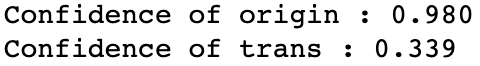 Confidence of origin : 0.980
Confidence of trans : 0.339